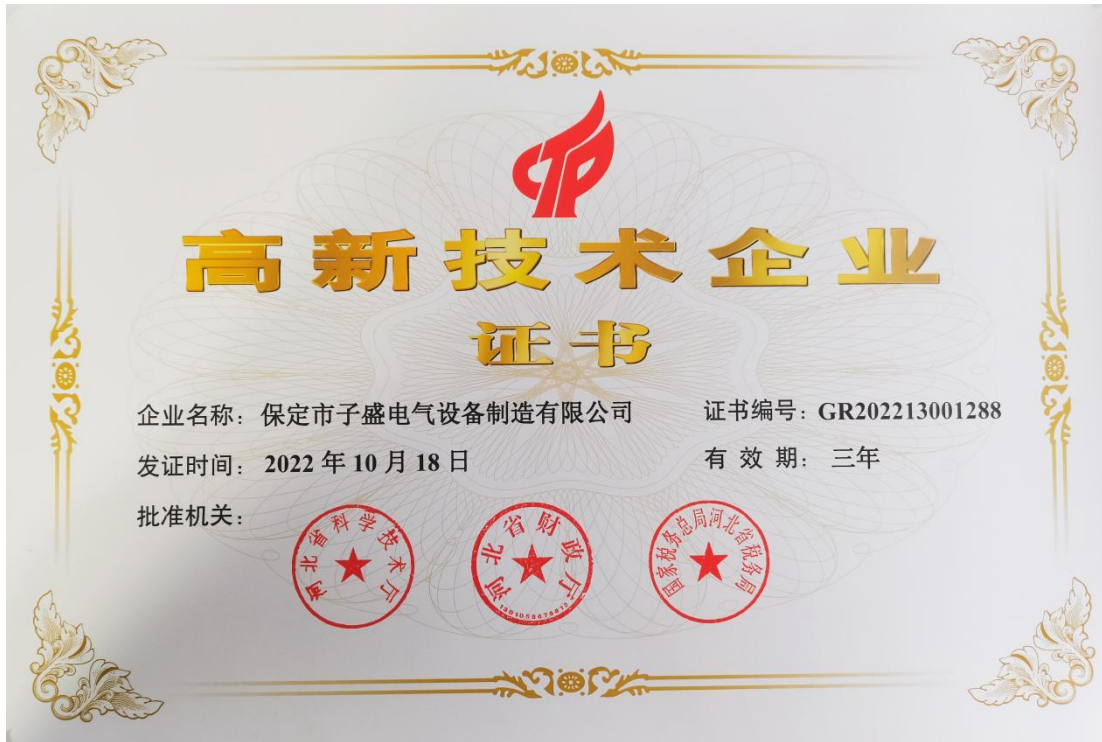 高新技术企业
证书
企业名称：保定市子盛电气设备制造有限公司
证书编号：GR202213001288
发证时间：2022年10月18日
有效期：三年
批准机关：
河北省科学技术厅
河北省财政厅
国家税务总局河北省税务局